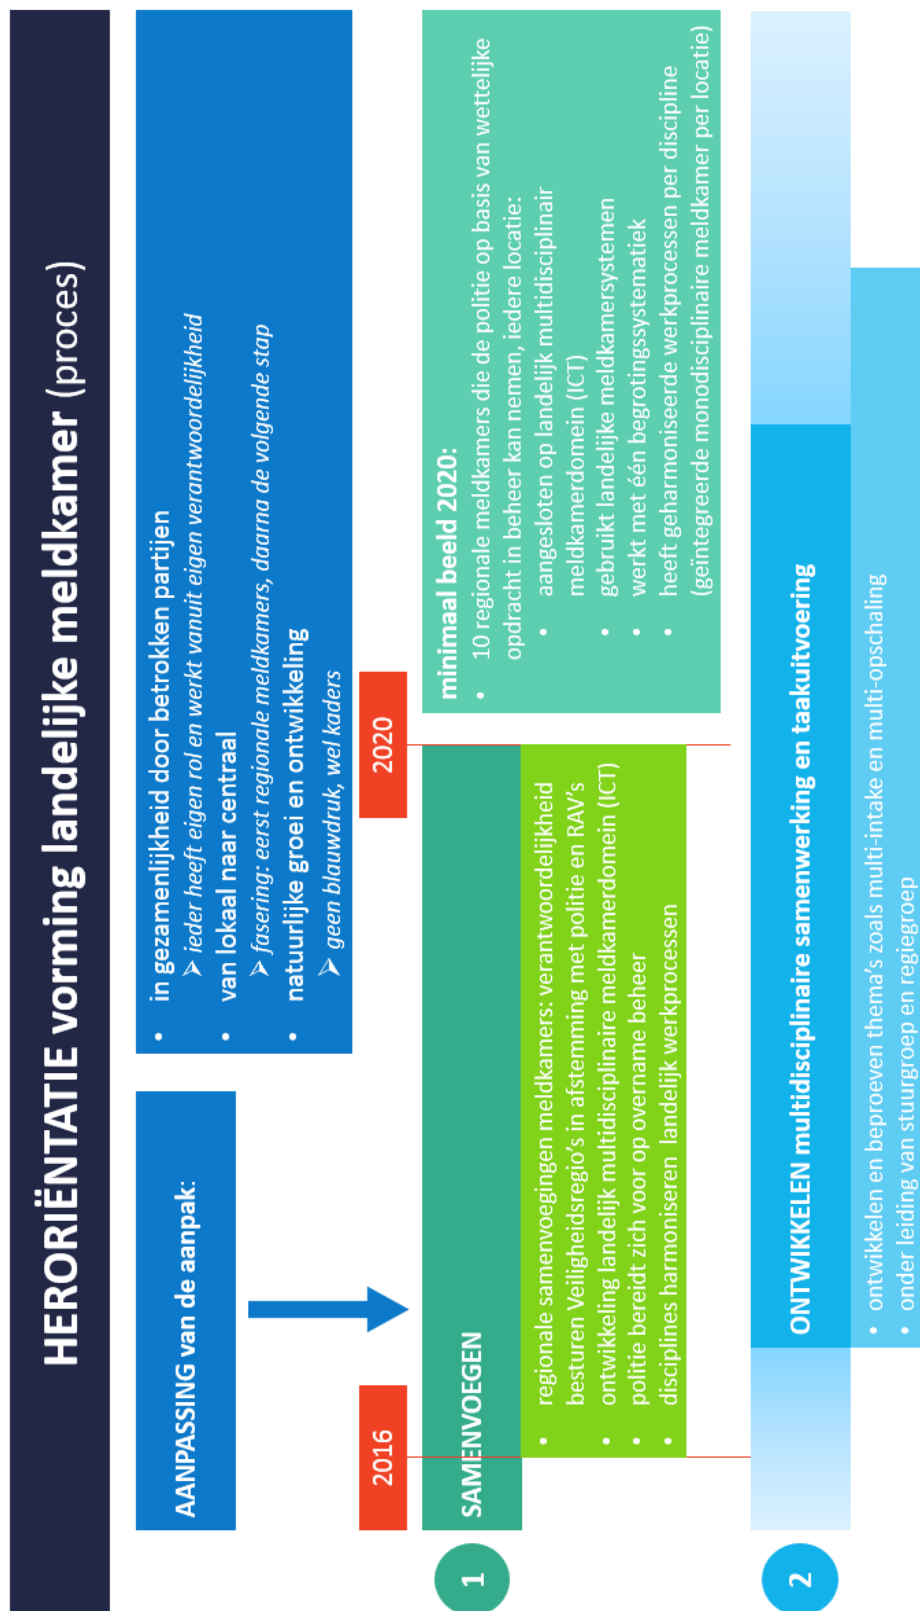 HERORIËNTATIE vorming landelijke meldkamer (proces)
AANPASSING van de aanpak:
• in gezamenlijkheid door betrokken partijen
➢ ieder heeft eigen rol en werkt vanuit eigen verantwoordelijkheid
• van lokaal naar centraal
➢ fasering: eerst regionale meldkamers, daarna de volgende stap
• natuurlijke groei en ontwikkeling
➢ geen blauwdruk, wel kaders
2016
2020
1
SAMENVOEGEN
• regionale samenvoegingen meldkamers: verantwoordelijkheid
besturen Veiligheidsregio's in afstemming met politie en RAV's
• ontwikkeling landelijk multidisciplinaire meldkamerdomein (ICT)
• politie bereidt zich voor op overname beheer
• disciplines harmoniseren landelijk werkprocessen
minimaal beeld 2020:
• 10 regionale meldkamers die de politie op basis van wettelijke
opdracht in beheer kan nemen, iedere locatie:
• aangesloten op landelijk multidisciplinair
meldkamerdomein (ICT)
• gebruikt landelijke meldkamersystemen
• werkt met één begrotingssystematiek
• heeft geharmoniseerde werkprocessen per discipline
(geïntegreerde monodisciplinaire meldkamer per locatie)
2
ONTWIKKELEN multidisciplinaire samenwerking en taakuitvoering
• ontwikkelen en beproeven thema's zoals multi-intake en multi-opschaling
• onder leiding van stuurgroep en regiegroep